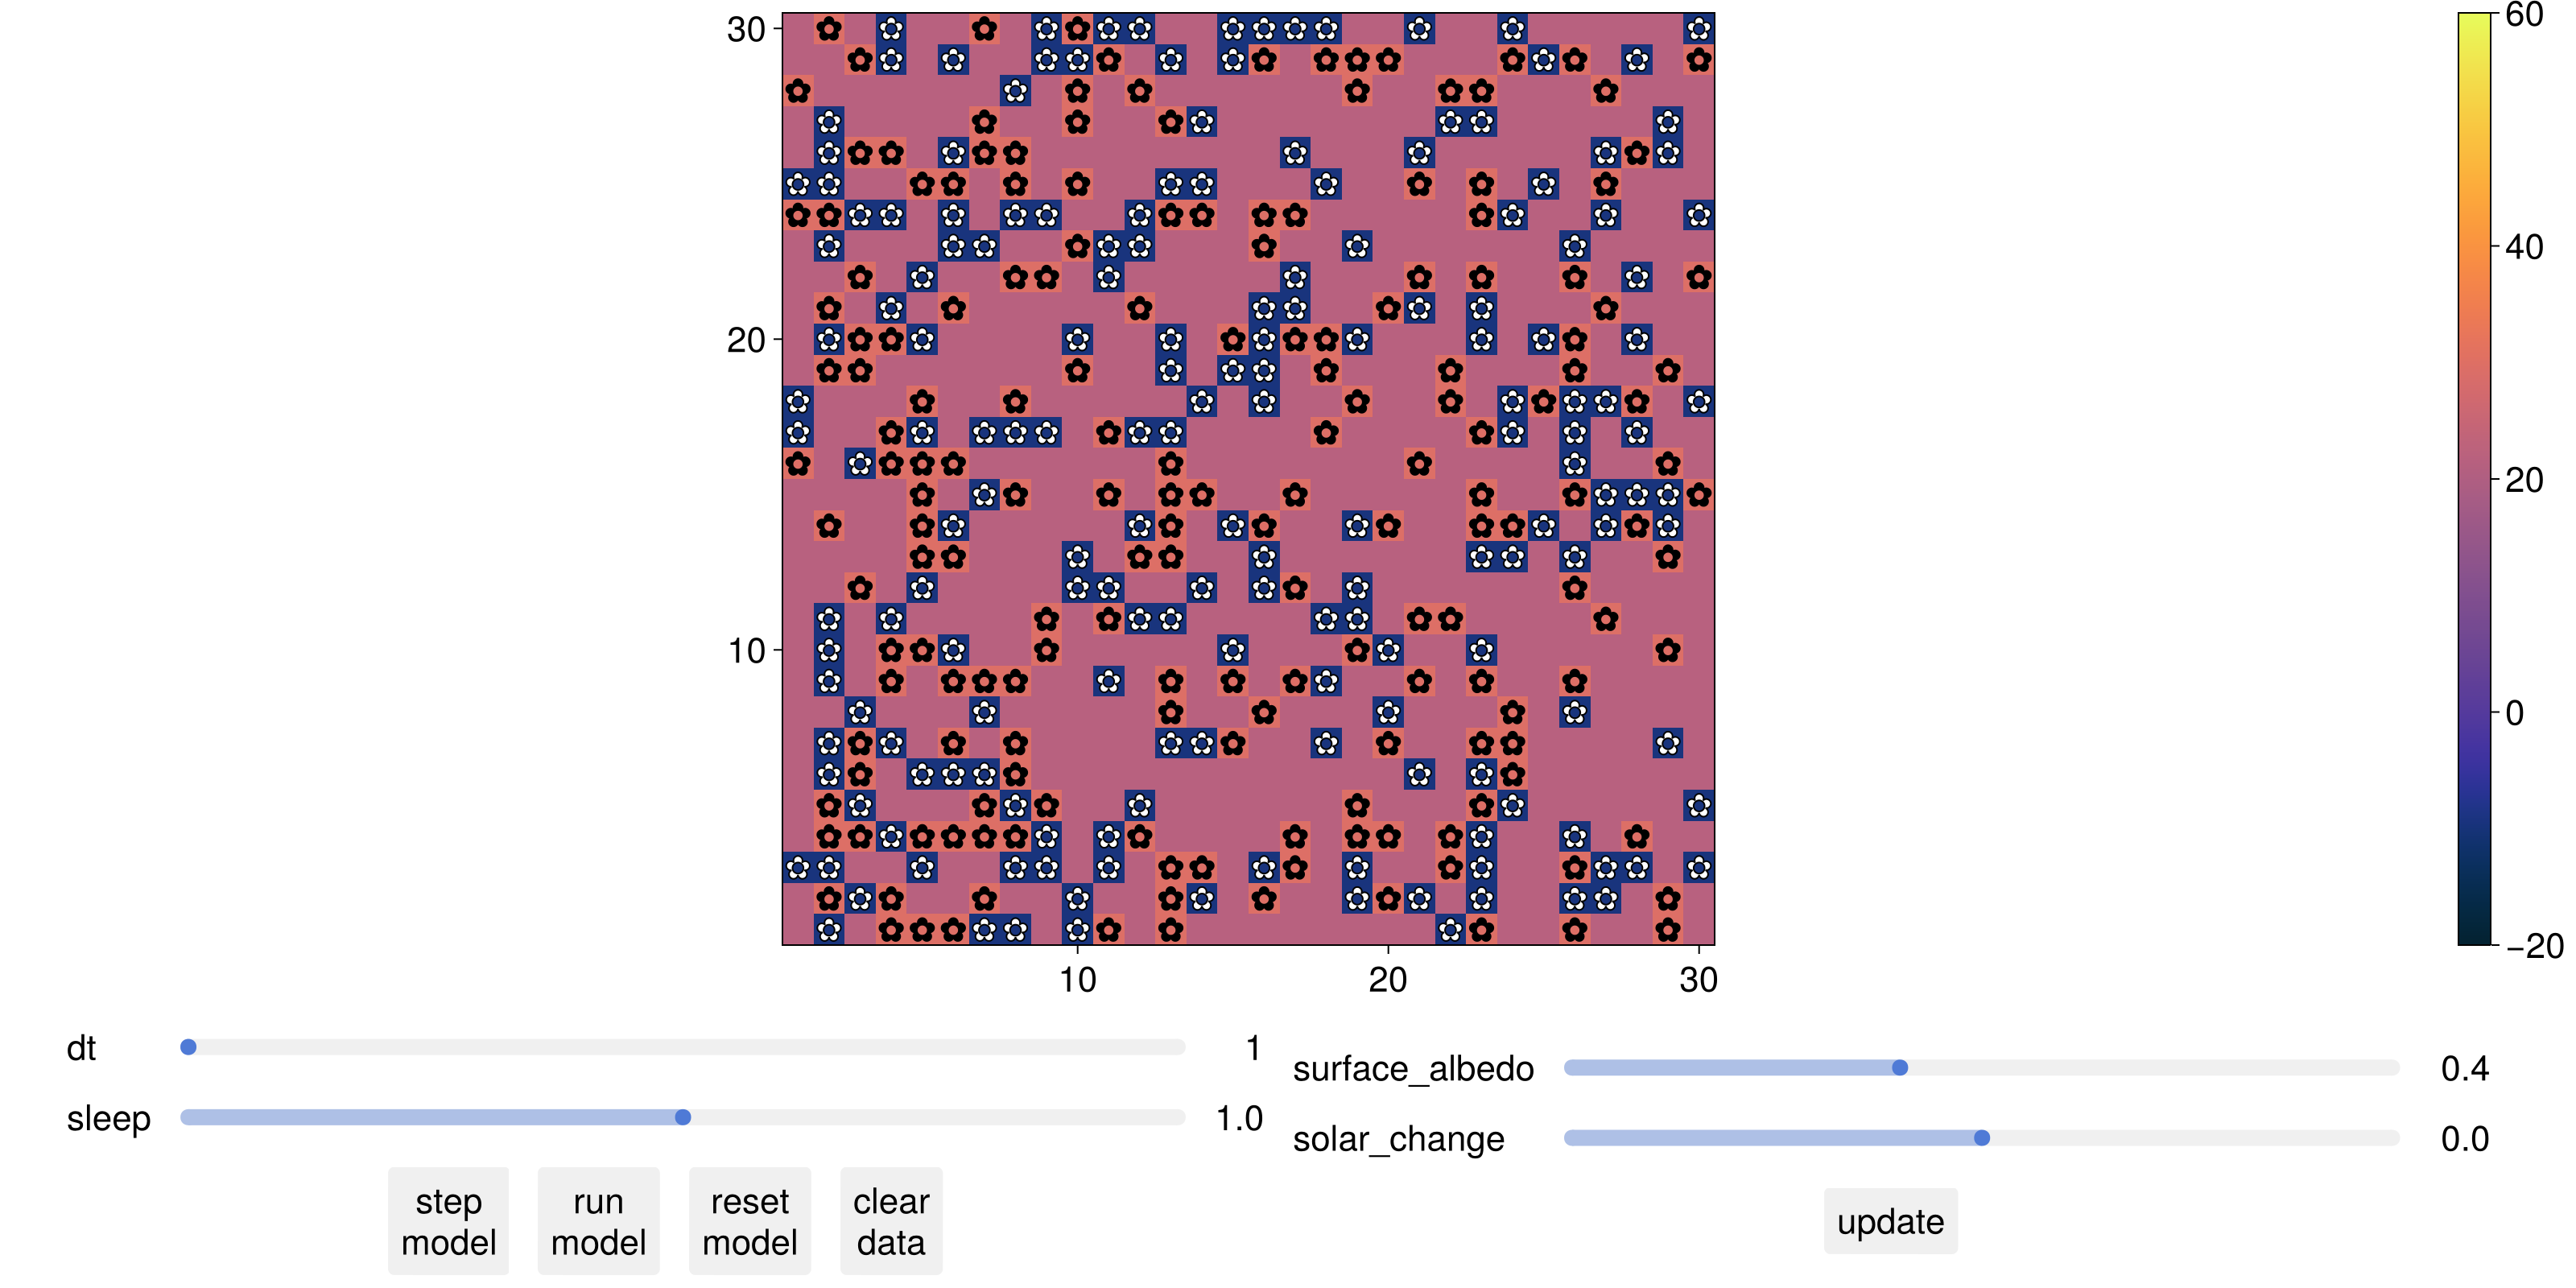 30
20
10
10
20
30
60
40
20
0
−20
dt
1
sleep
1.0
surface_albedo
0.4
solar_change
0.0
step
model
run
model
reset
model
clear
data
update